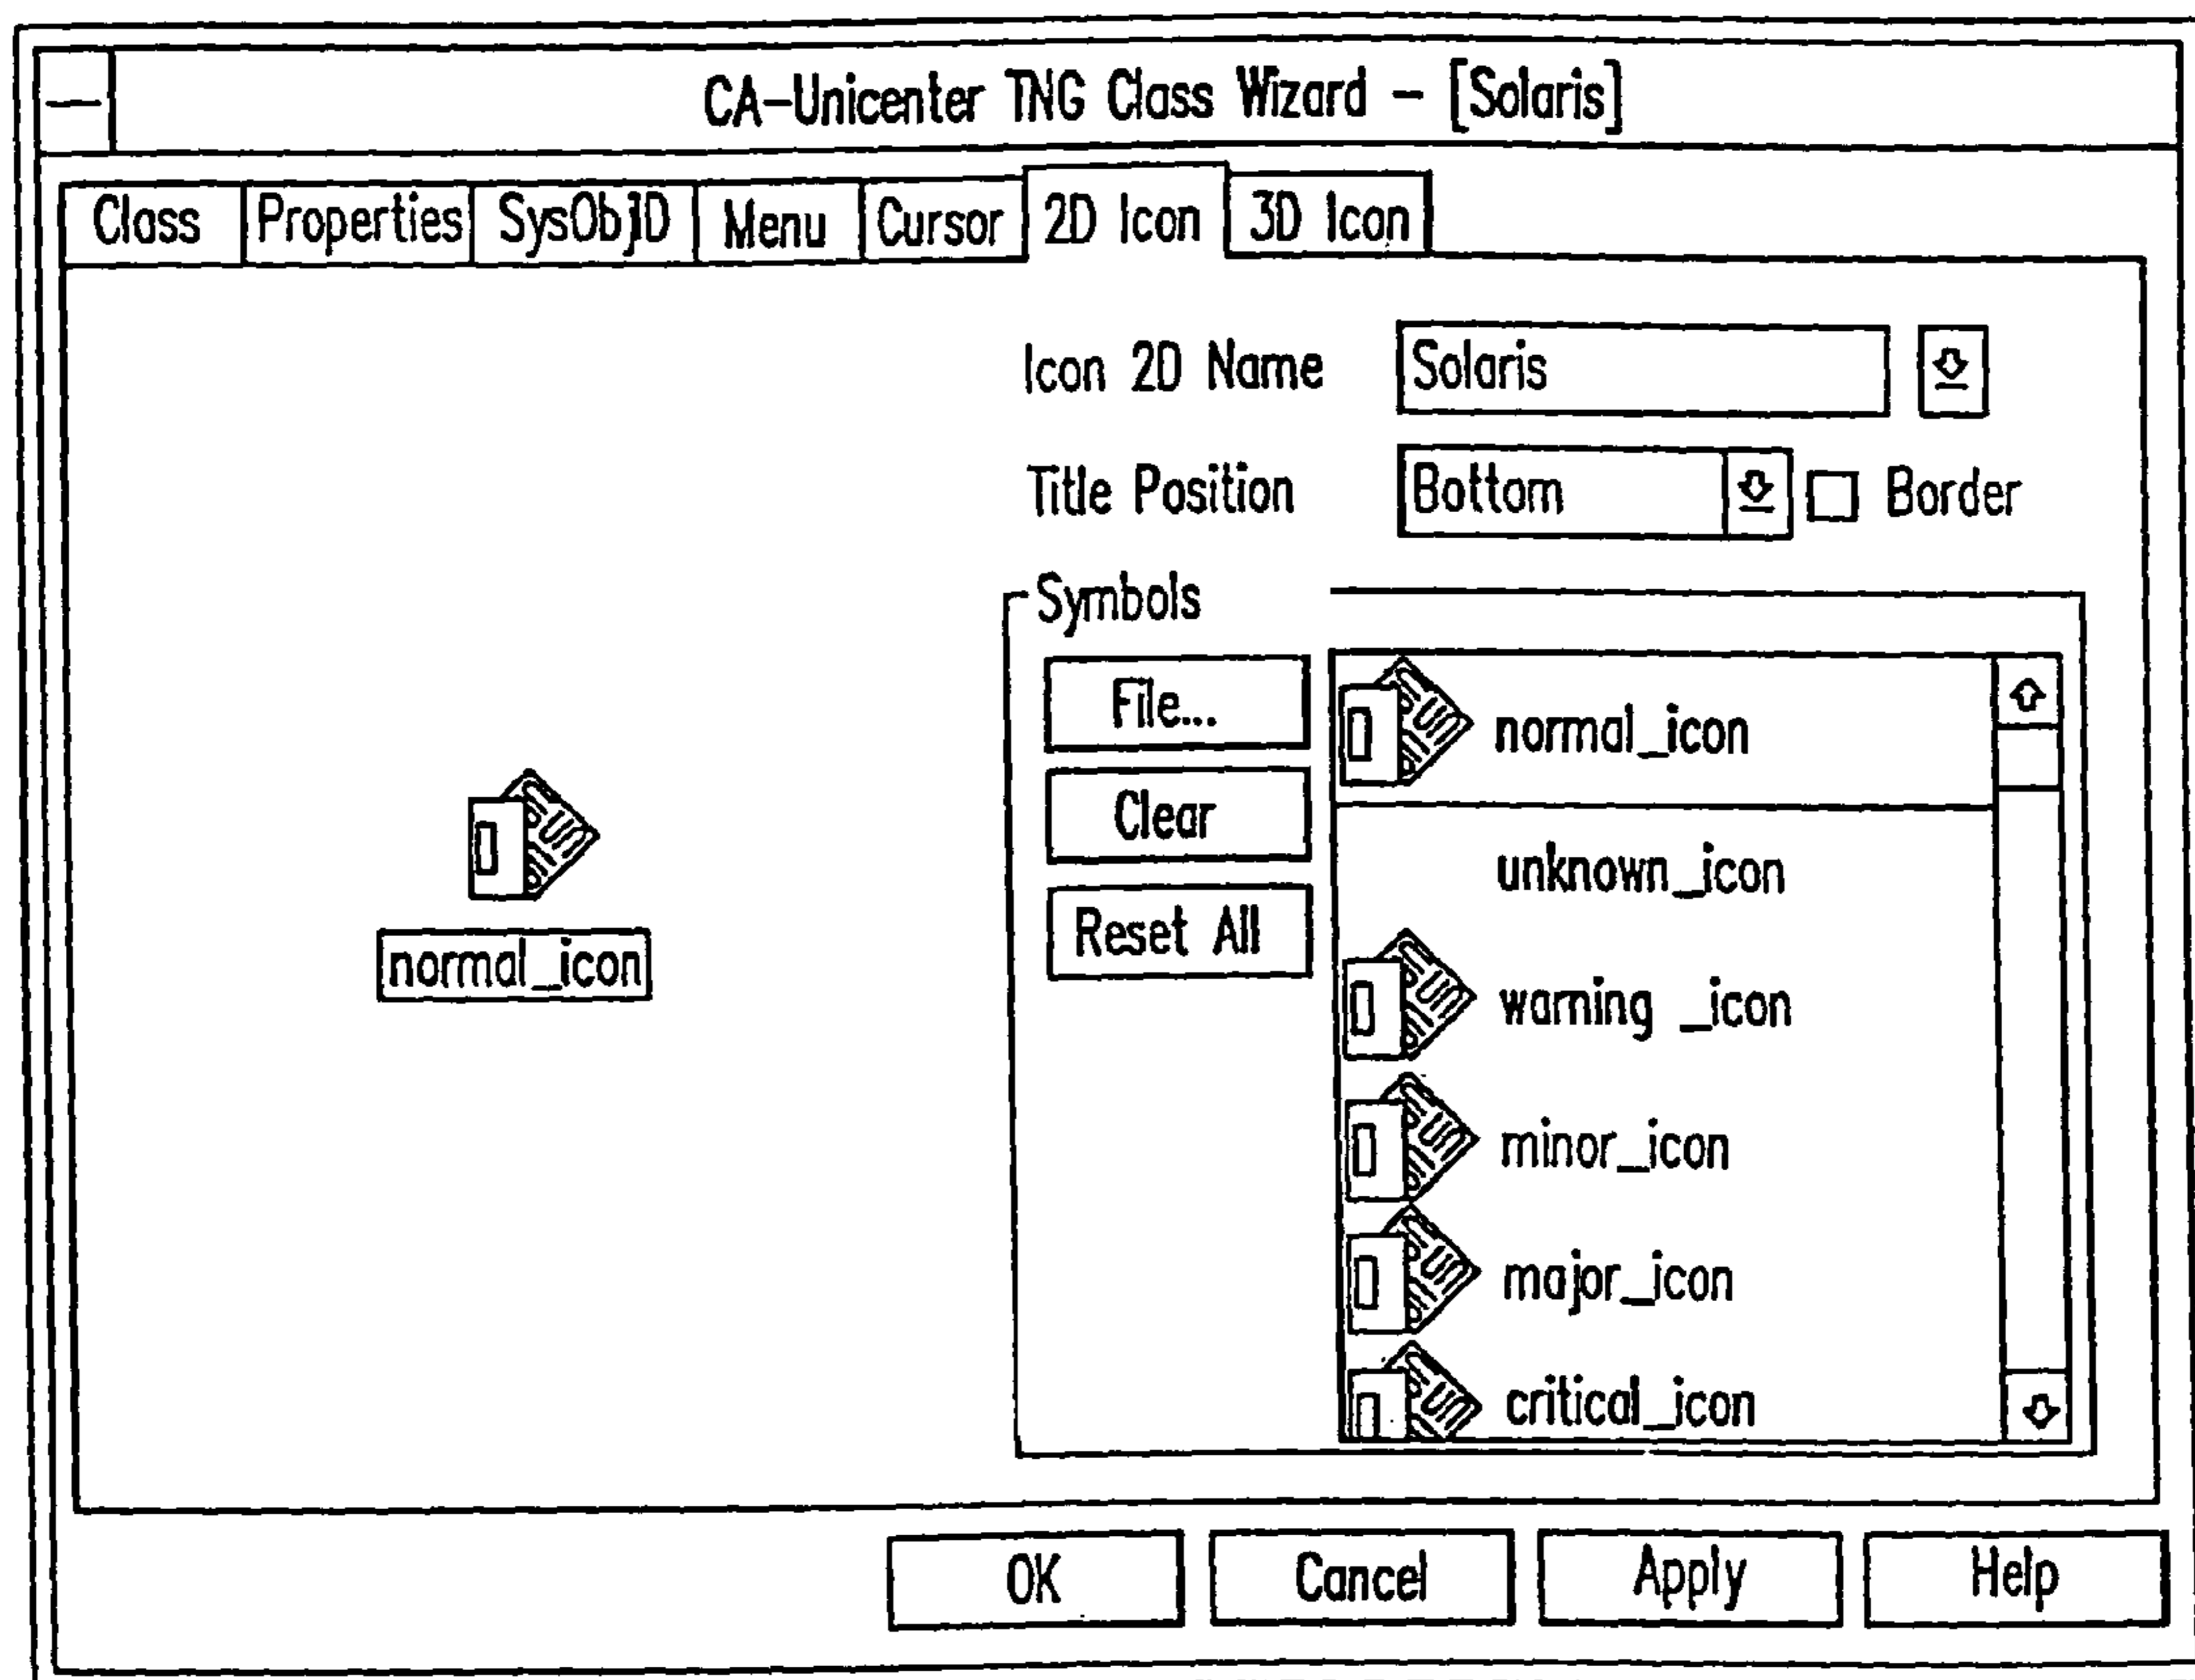 CA-Unicenter TNG Class Wizard - [Solaris]
Class Properties SysObjID Menu Cursor 2D Icon 3D Icon
Icon 2D Name Solaris
Title Position Bottom Border
Symbols
File...
Clear
Reset All
normal_icon
unknown_icon
warning _icon
minor_icon
major_icon
critical_icon
normal_icon
OK Cancel Apply Help